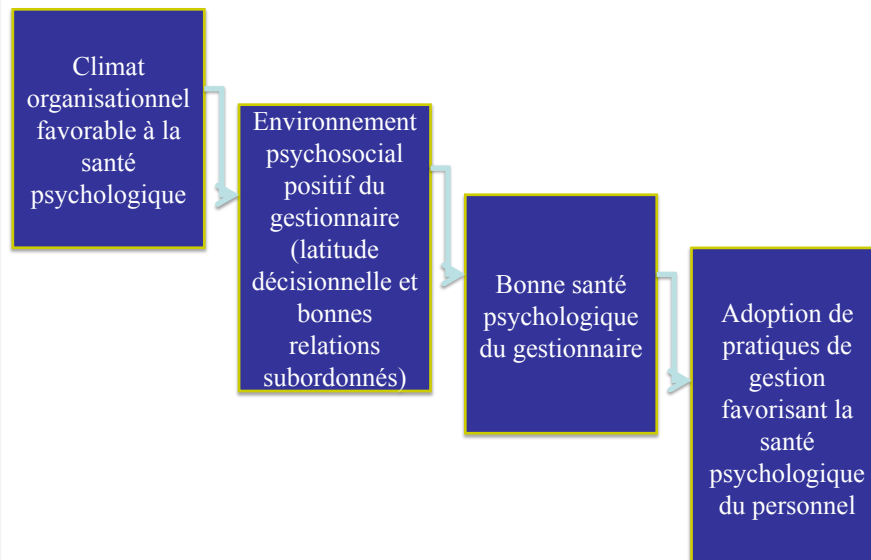 Climat
organisationnel
favorable à la
santé
psychologique
Environnement
psychosocial
positif du
gestionnaire
(latitude
décisionnelle et
bonnes
relations
subordonnés)
Bonne santé
psychologique
du gestionnaire
Adoption de
pratiques de
gestion
favorisant la
santé
psychologique
du personnel